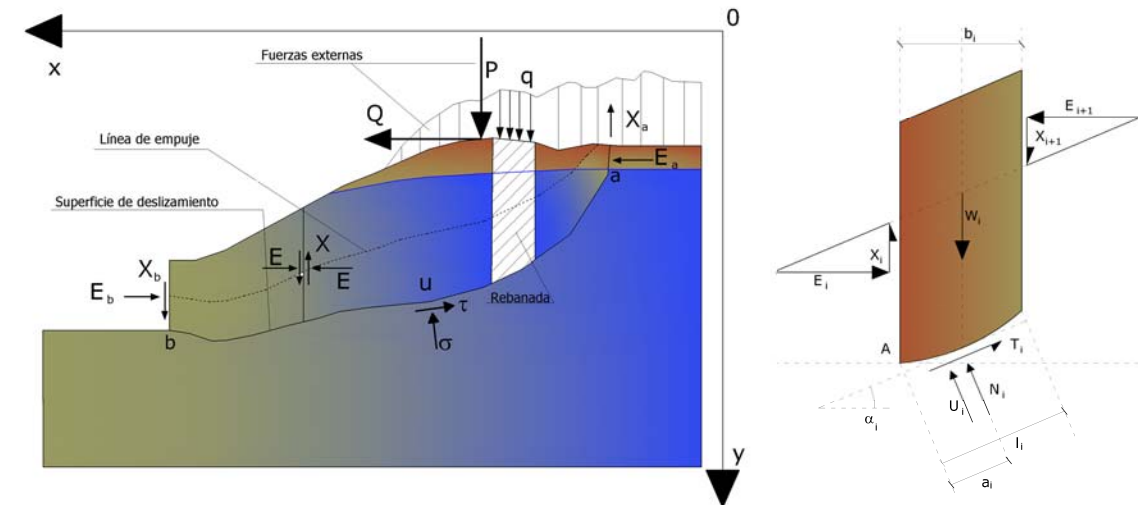 0
x
Fuerzas externas
P
q
Q
X a
Línea de empuje
E a
a
Superficie de deslizamiento
X b
E
X
E b
E
u
τ
Rebanada
b
σ
y
b i
E i+1
X i+1
W i
X i
E i
A
T i
N i
U i
α i
l i
a i